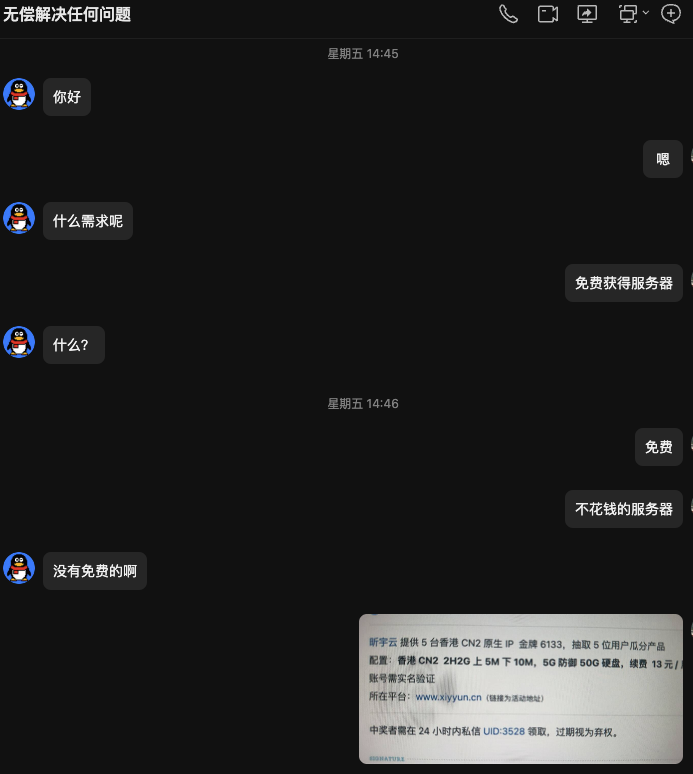 无偿解决任何问题
星期五 14:45
你好
嗯
什么需求呢
免费获得服务器
什么?
星期五 14:46
免费
不花钱的服务器
没有免费的啊
昕宇云 提供 5 台香港 CN2 原生 IP 金牌 6133，抽取 5 位用户瓜分产品
配置：香港 CN2 2H2G 上 5M 下 10M，5G 防御 50G 硬盘，续费 13 元 /
账号需实名验证
所在平台：www.xiyyun.cn（链接为活动地址）
中奖者需在 24 小时内私信 UID:3528 领取，过期视为弃权。